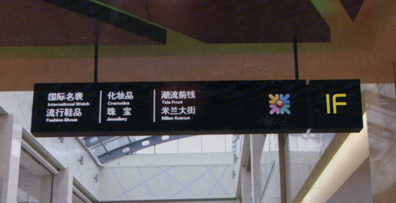 国际名表
International Watch
流行鞋品
Fashion Shoes
化妆品
Cosmetics
珠宝
Jewellery
潮流前线
Tide Front
米兰大街
Milan Avenue
1F